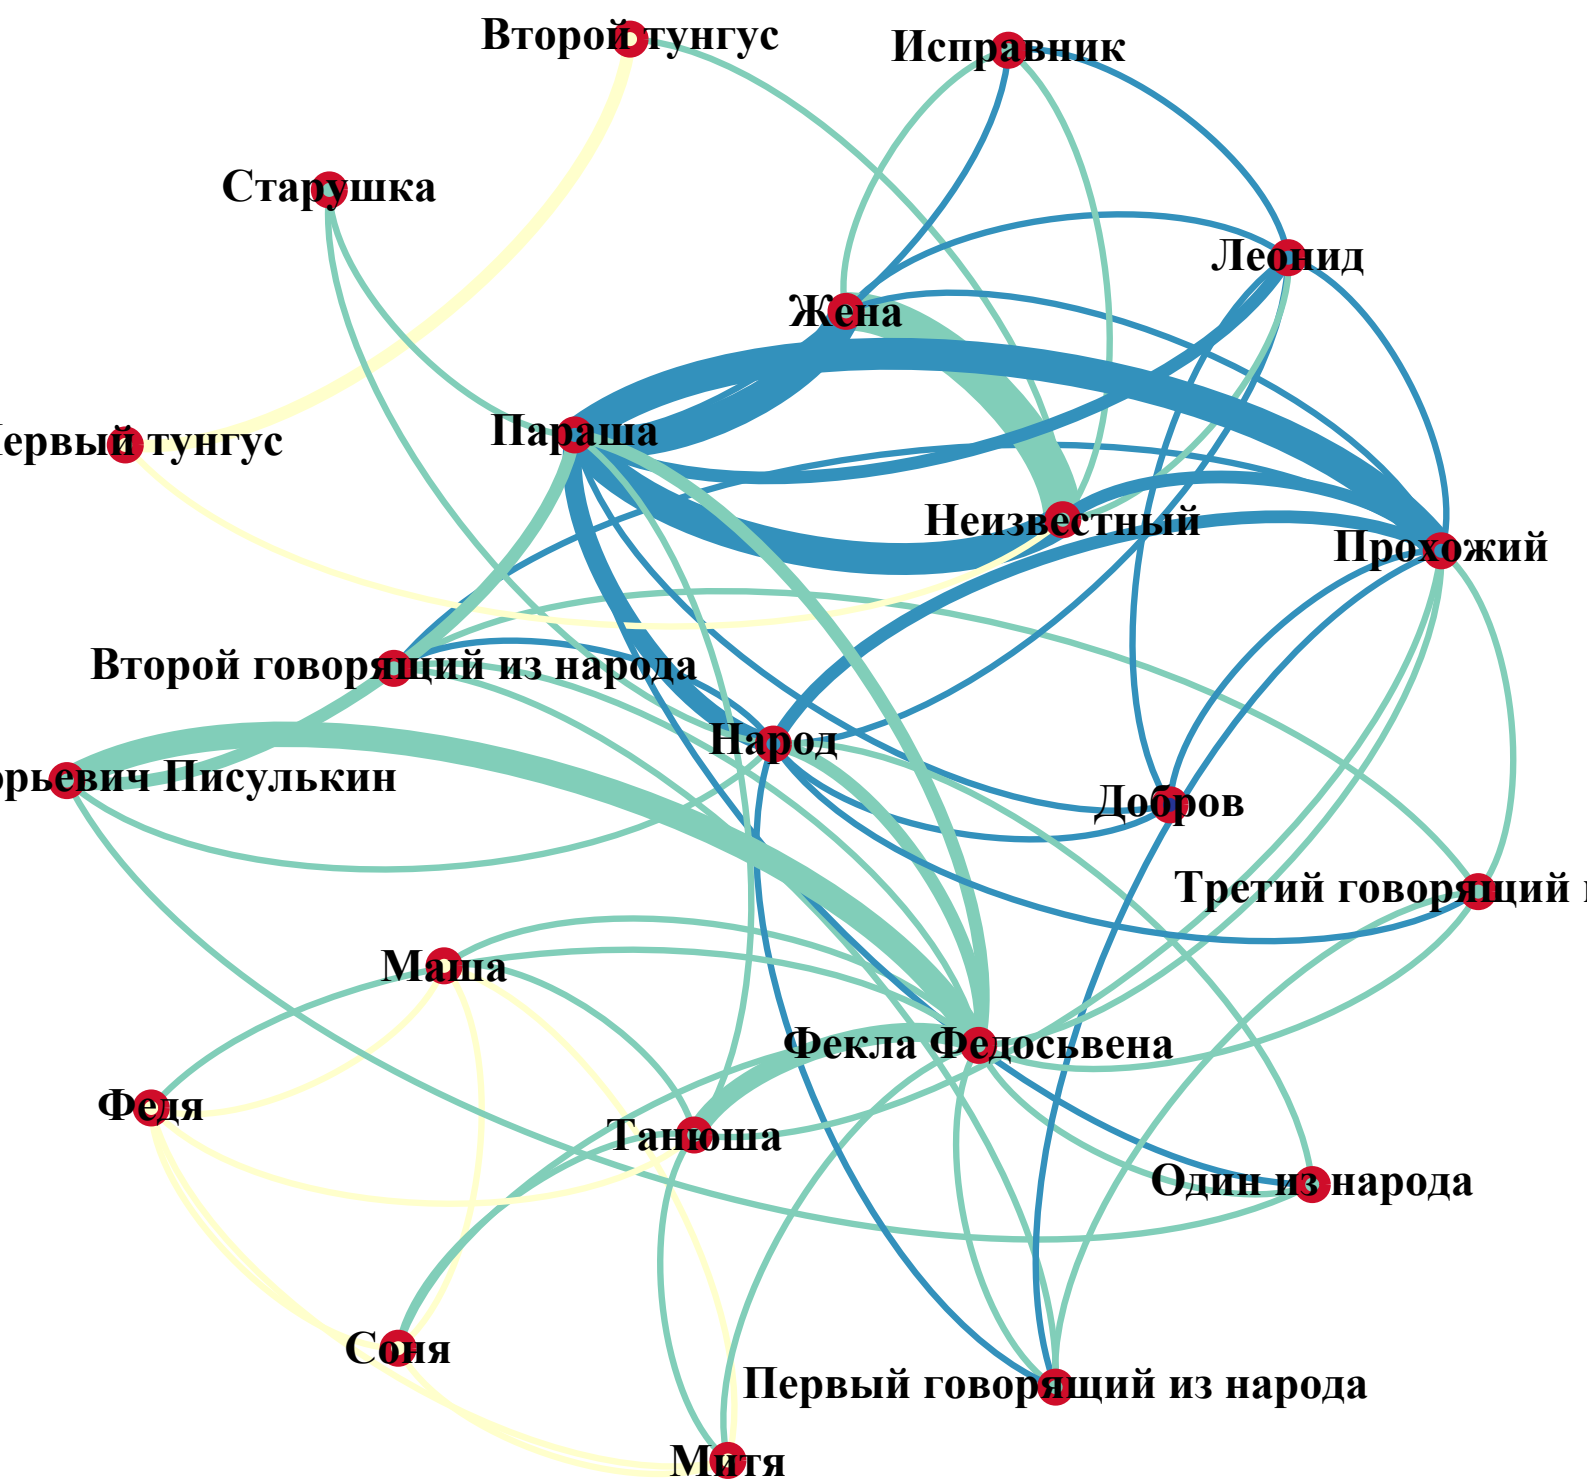 Второй тунгус
Исправник
Старушка
Леонид
Жена
Параша
ервый тунгус
Неизвестный
Прохожий
Второй говорящий из народа
Народ
орьевич Писулькин
Добров
Третий говорящий
Маша
Фекла Федосьвена
Федя
Танюша
Один из народа
Соня
Первый говорящий из народа
Митя